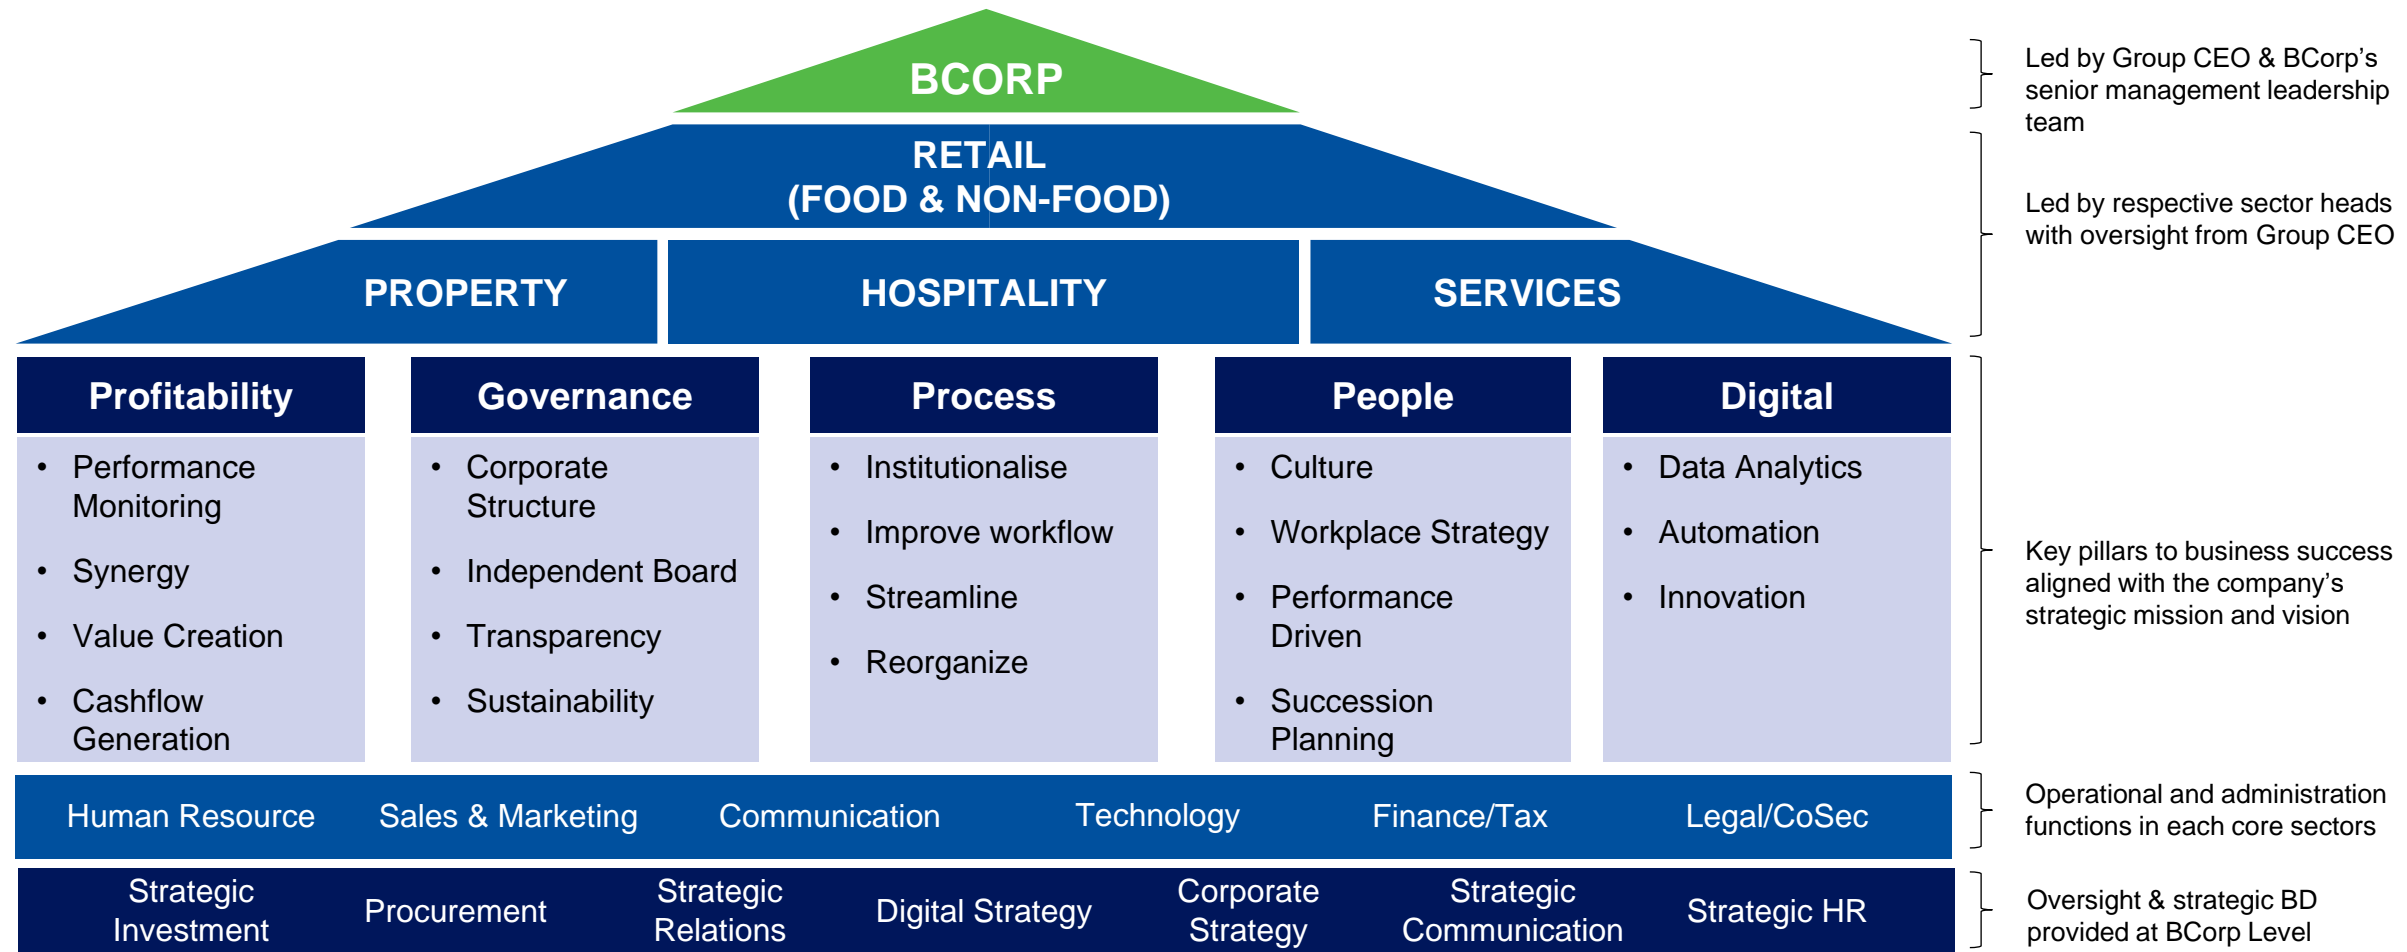 BCORP
Led by Group CEO & BCorp’s
senior management leadership
team
RETAIL
(FOOD & NON-FOOD)
Led by respective sector heads
with oversight from Group CEO
PROPERTY
HOSPITALITY
SERVICES
Profitability
• Performance
Monitoring
• Synergy
• Value Creation
• Cashflow
Generation
Governance
• Corporate
Structure
• Independent Board
• Transparency
• Sustainability
Process
• Institutionalise
• Improve workflow
• Streamline
• Reorganize
People
• Culture
• Workplace Strategy
• Performance
Driven
• Succession
Planning
Digital
• Data Analytics
• Automation
• Innovation
Key pillars to business success
aligned with the company’s
strategic mission and vision
Human Resource
Sales & Marketing
Communication
Technology
Finance/Tax
Legal/CoSec
Operational and administration
functions in each core sectors
Strategic
Investment
Procurement
Strategic
Relations
Digital Strategy
Corporate
Strategy
Strategic
Communication
Strategic HR
Oversight & strategic BD
provided at BCorp Level